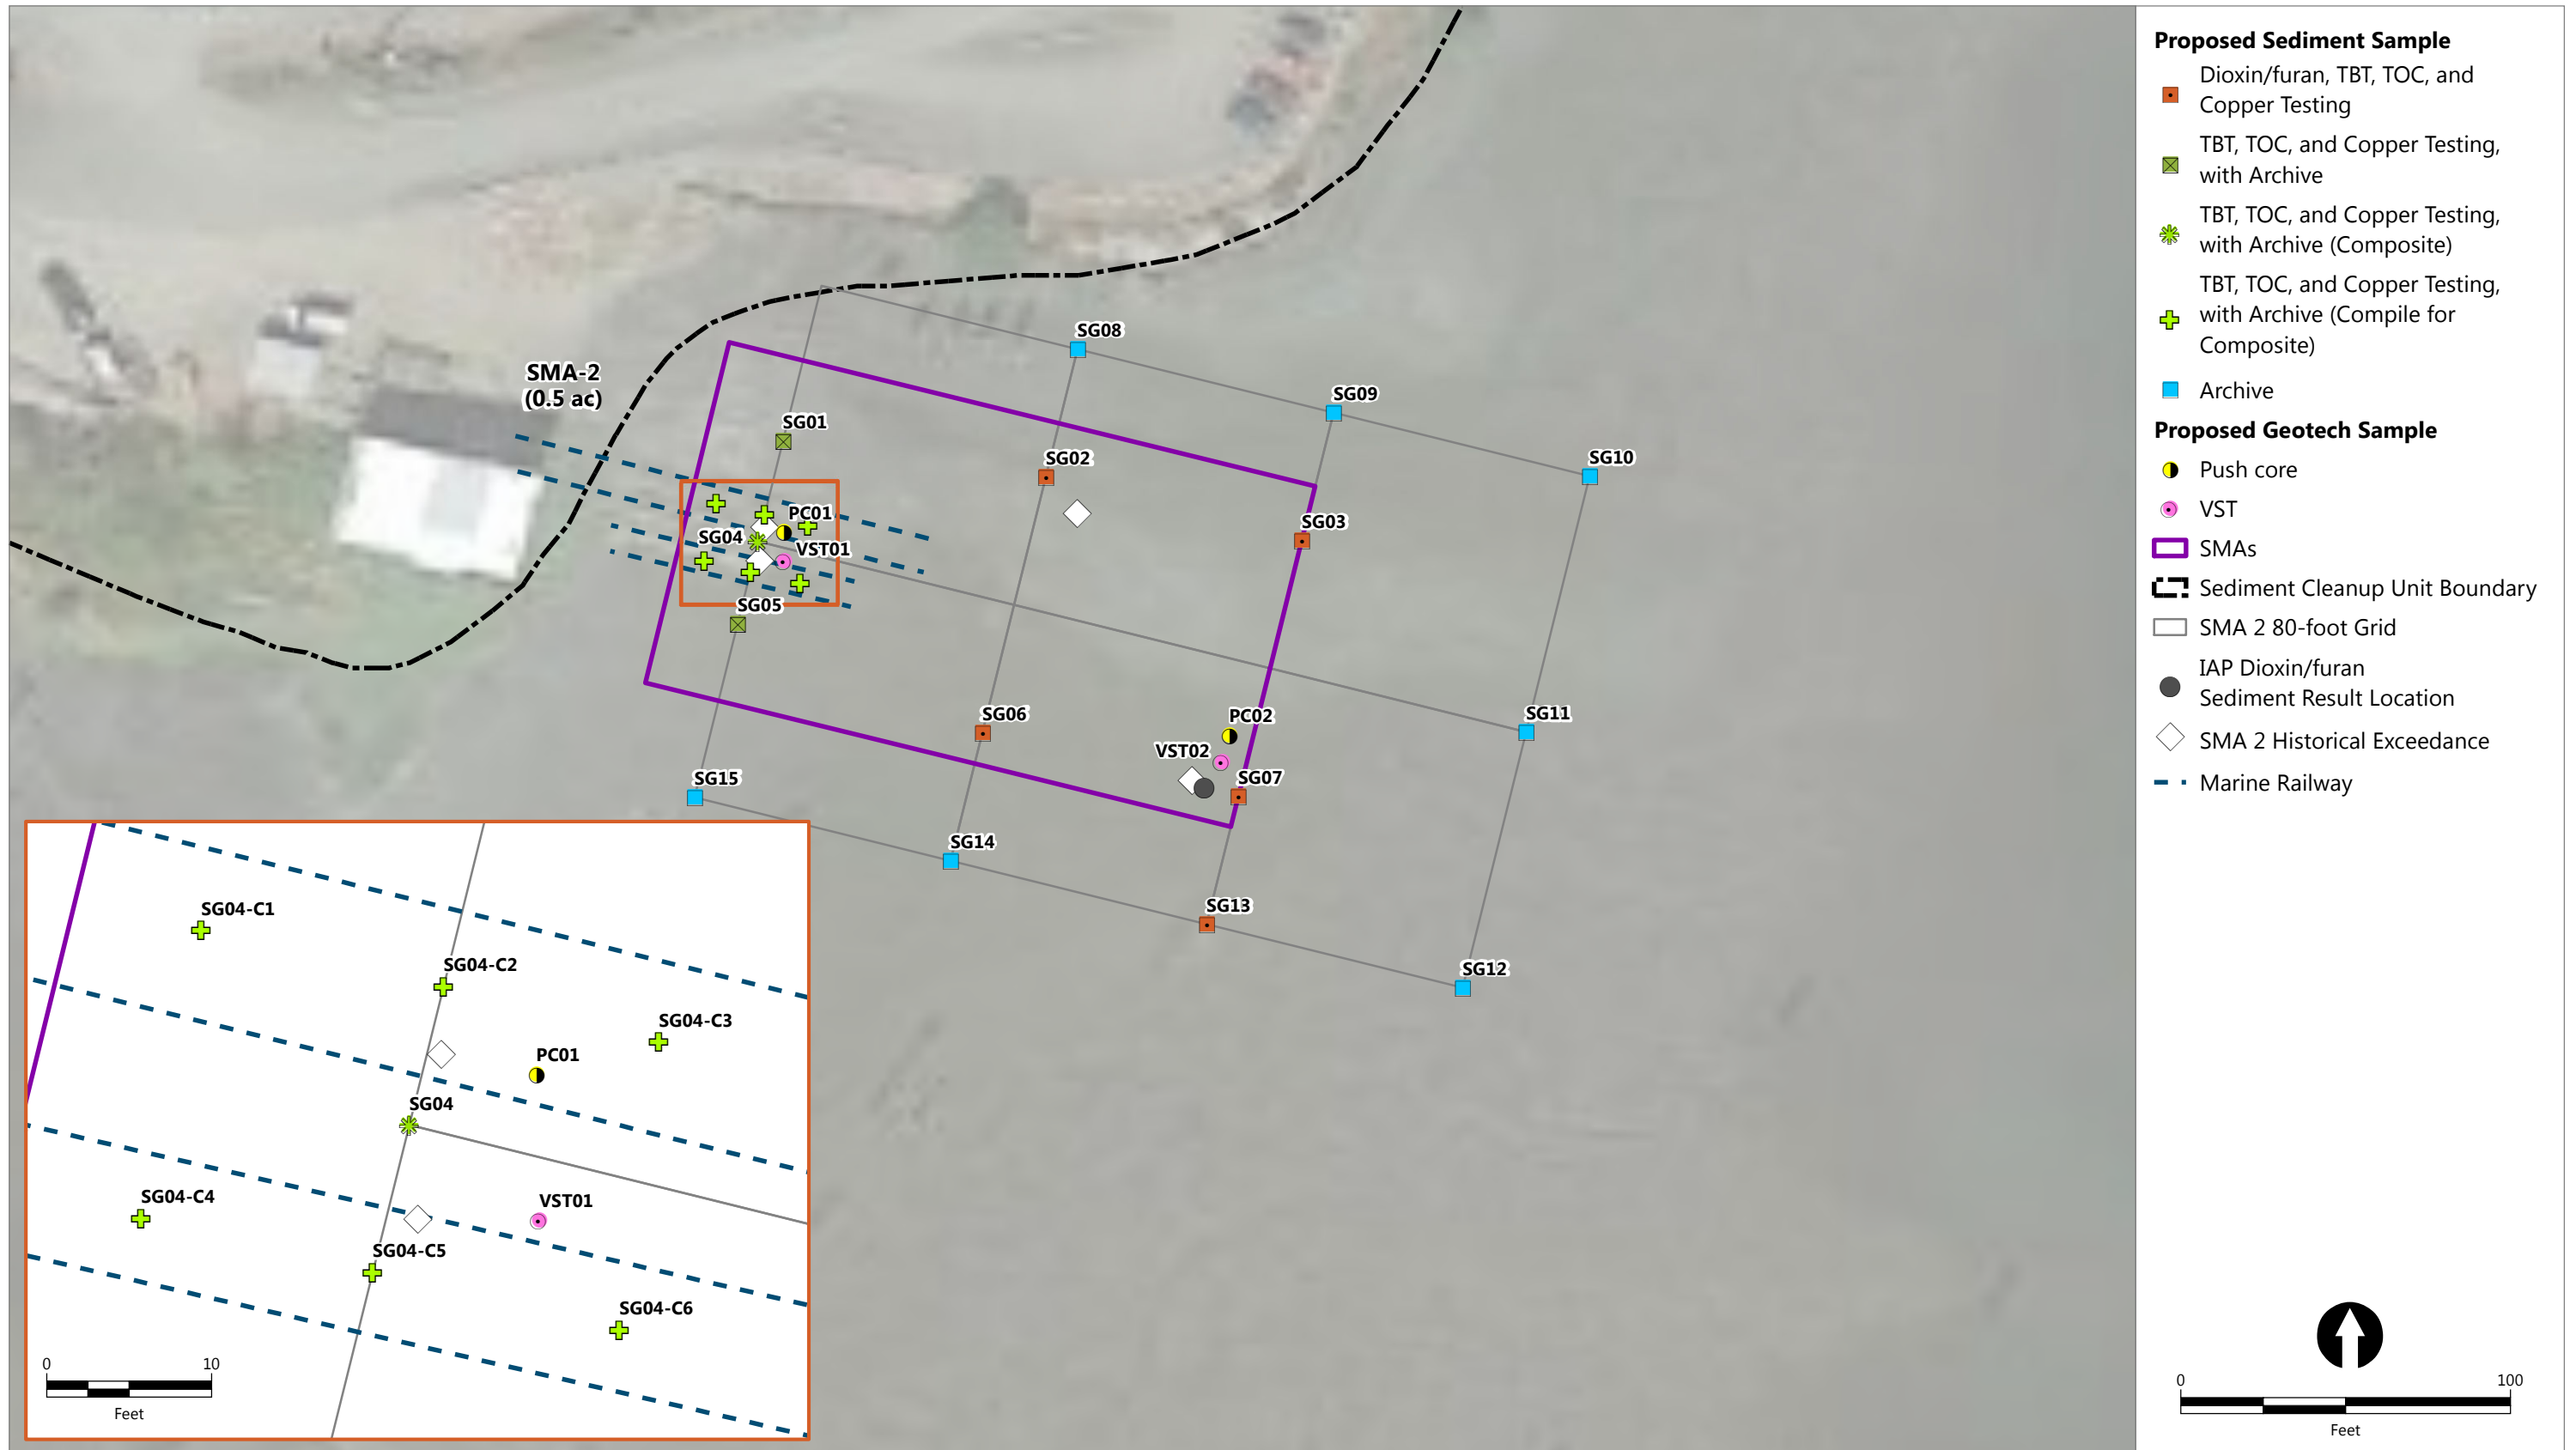 SMA-2
(0.5 ac)
SG08
SG09
SG10
SG01
SG02
SG03
PC01
SG04
VST01
SG05
SG06
PC02
VST02
SG07
SG11
SG15
SG14
SG13
SG12
SG04-C1
SG04-C2
SG04-C3
PC01
SG04
SG04-C4
VST01
SG04-C5
SG04-C6
0 10
Feet
Proposed Sediment Sample
Dioxin/furan, TBT, TOC, and
Copper Testing
TBT, TOC, and Copper Testing,
with Archive
TBT, TOC, and Copper Testing,
with Archive (Composite)
TBT, TOC, and Copper Testing,
with Archive (Compile for
Composite)
Archive
Proposed Geotech Sample
Push core
VST
SMAs
Sediment Cleanup Unit Boundary
SMA 2 80-foot Grid
IAP Dioxin/furan
Sediment Result Location
SMA 2 Historical Exceedance
Marine Railway
0 100
Feet